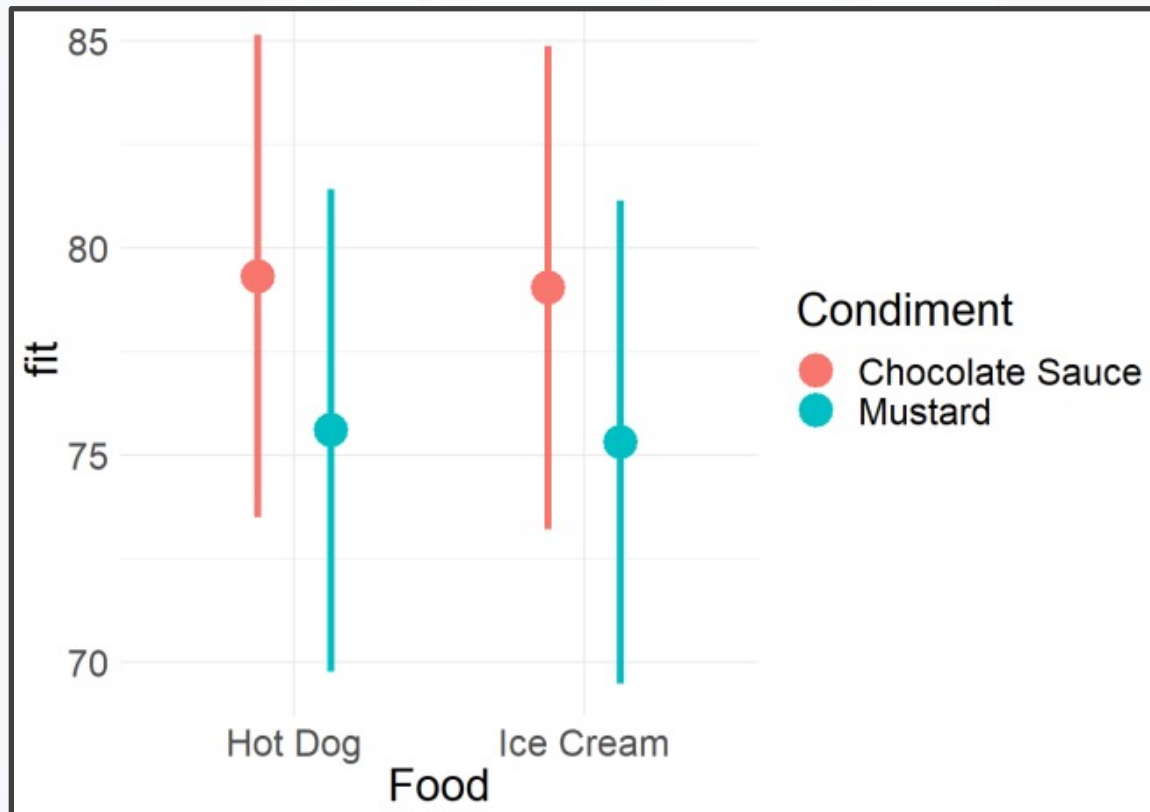 85
80
75
70
fit
Hot Dog
Ice Cream
Food
Condiment
Chocolate Sauce
Mustard